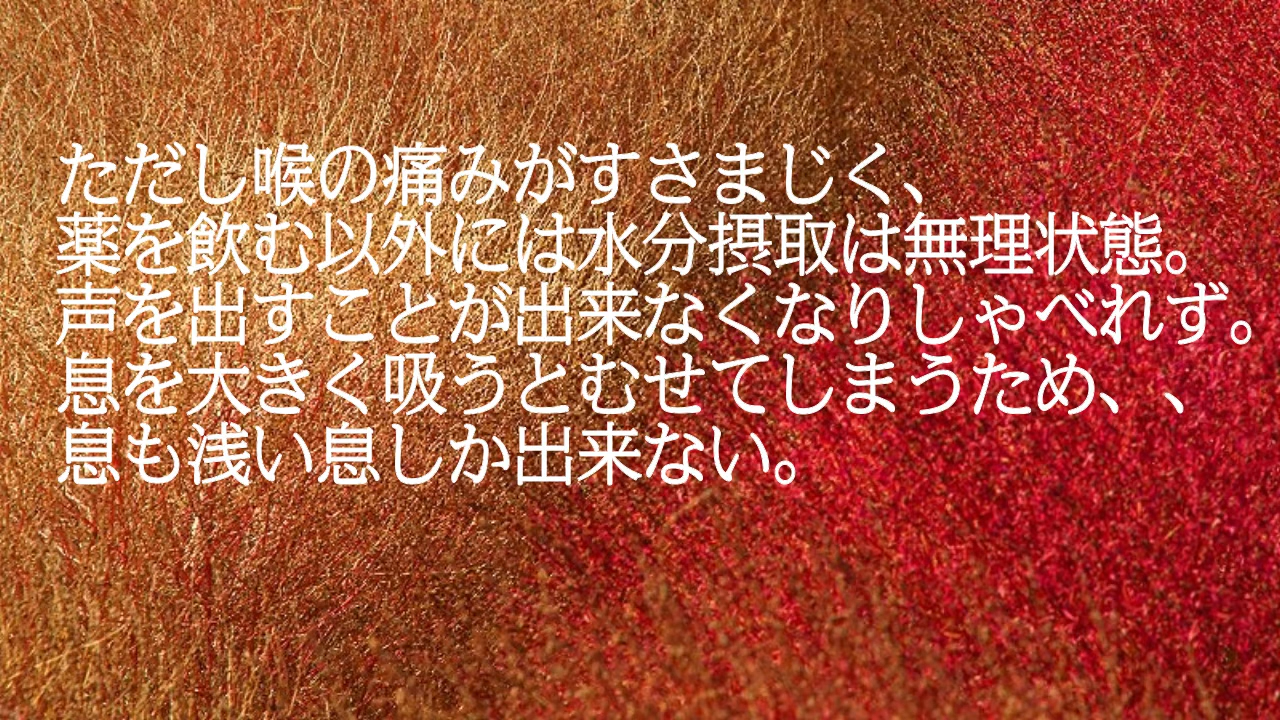 ただし喉の痛みがすさまじく、
薬を飲む以外には水分摂取は無理状態。
声を出すことが出来なくなりしゃべれず。
息を大きく吸うとむせてしまうため、、
息も浅い息しか出来ない。